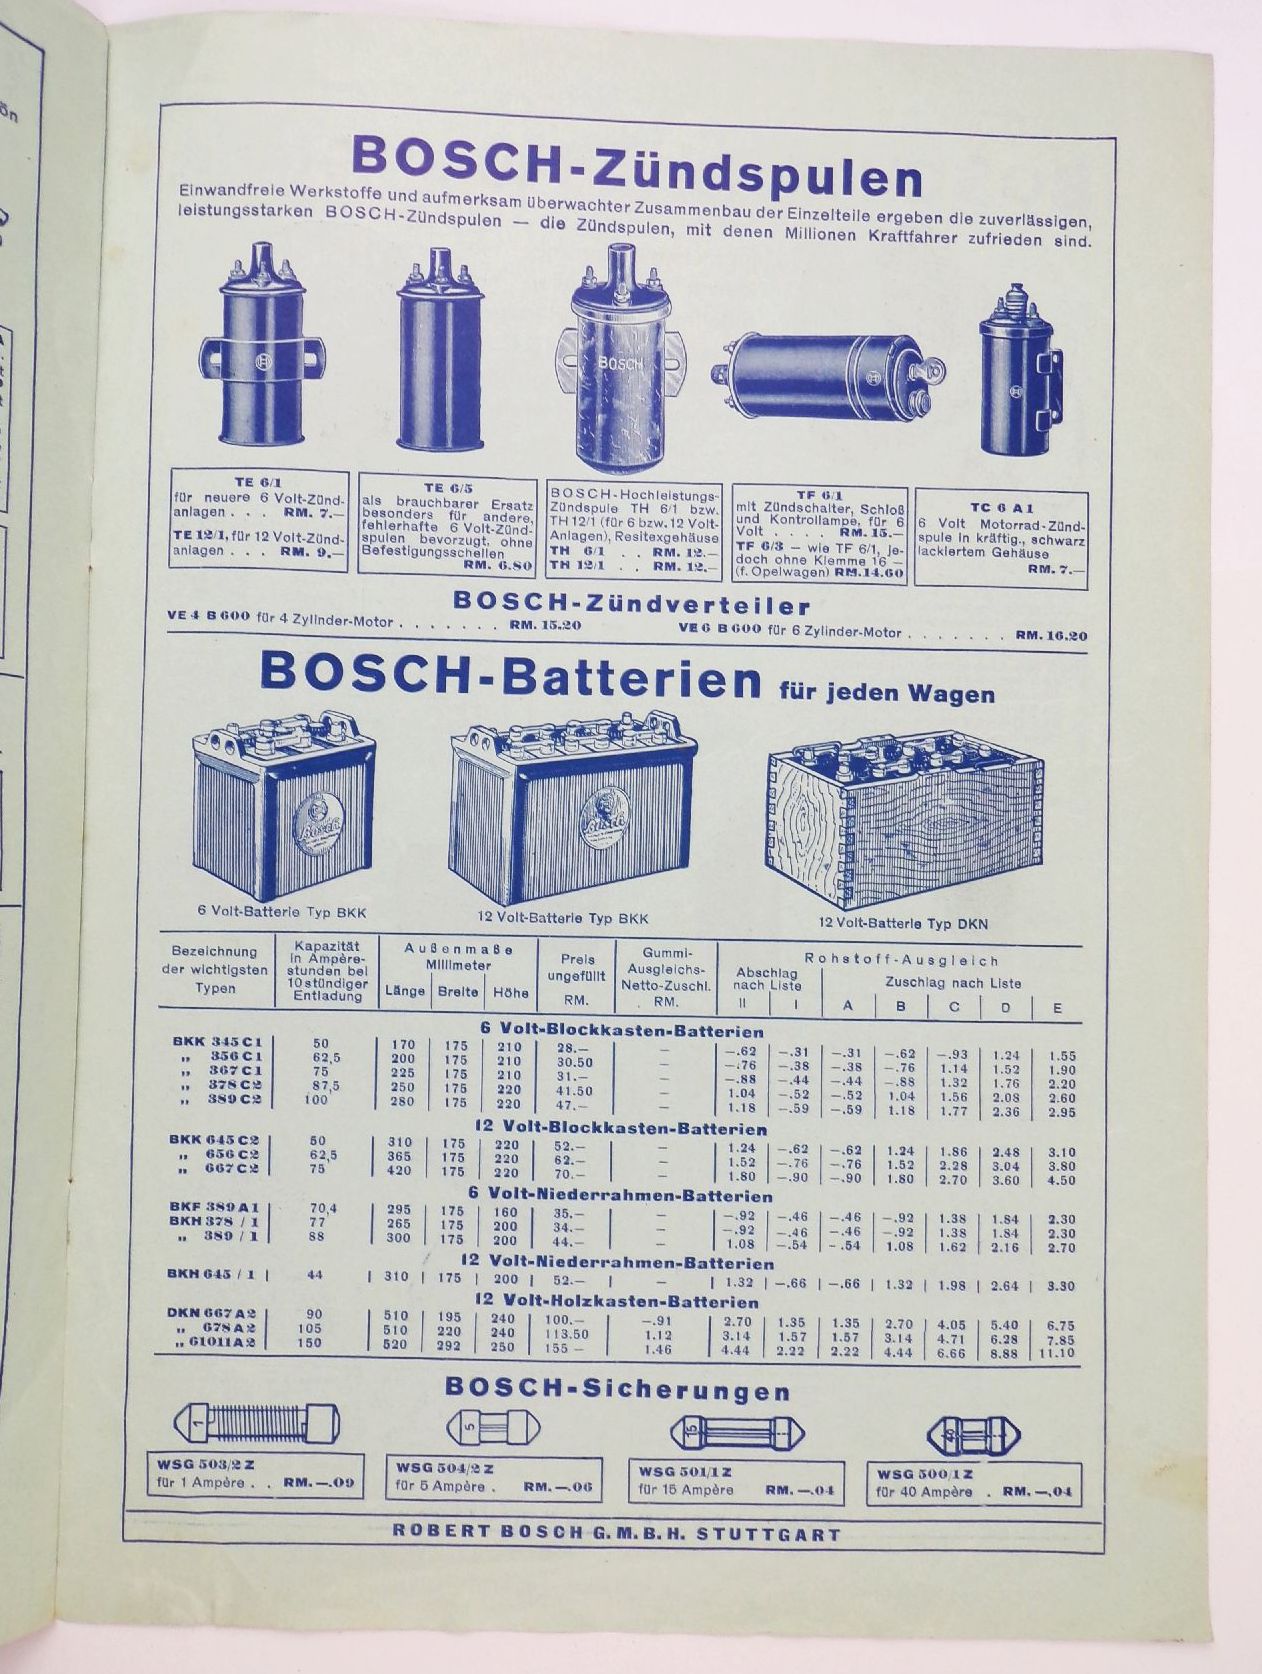 BOSCH-Zündspulen
Einwandfreie Werkstoffe und aufmerksam überwachter Zusammenbau der Einzelteile ergeben die zuverlässigen,
leistungsstarken BOSCH-Zündspulen — die Zündspulen, mit denen Millionen Kraftfahrer zufrieden sind.
BOSCH
TE 6/1
für neuere 6 Volt-Zünd-
anlagen . . . RM. 7.—
TE 12/1, für 12 Volt-Zünd-
anlagen . . . RM. 9.—
TE 6/5
als brauchbarer Ersatz
besonders für andere,
fehlerhafte 6 Volt-Zünd-
spulen bevorzugt, ohne
Befestigungsschellen
RM. 6.80
BOSCH-Hochleistungs-
Zündspule TH 6/1 bzw.
TH 12/1 (für 6 bzw. 12 Volt-
Anlagen), Resitexgehäuse
TH 6/1 . . RM. 12.—
TH 12/1 . . RM. 12.—
TF 6/1
mit Zündschalter, Schloß
und Kontrollampe, für 6
Volt . . . . RM. 15.—
TF 6/3 — wie TF 6/1, je-
doch ohne Klemme 16 —
(f. Opelwagen) RM. 14.60
TC 6 A 1
6 Volt Motorrad-Zünd-
spule in kräftig., schwarz
lackiertem Gehäuse
RM. 7.—
BOSCH-Zündverteiler
VE 4 B 600 für 4 Zylinder-Motor . . . . . . . RM. 15.20 VE 6 B 600 für 6 Zylinder-Motor . . . . . . . RM. 16.20
BOSCH-Batterien für jeden Wagen
Bosch
Bosch
6 Volt-Batterie Typ BKK
12 Volt-Batterie Typ BKK
12 Volt-Batterie Typ DKN
Bezeichnung
der wichtigsten
Typen
Kapazität
in Ampère-
stunden bei
10 stündiger
Entladung
Außenmaße
Millimeter
Länge Breite Höhe
Preis
ungefüllt
RM.
Gummi-
Ausgleichs-
Netto-Zuschl.
RM.
Rohstoff-Ausgleich
Abschlag
nach Liste
II I
Zuschlag nach Liste
A B C D E
6 Volt-Blockkasten-Batterien
BKK 345 C1 50 170 175 210 28.— — —.62 —.31 —.31 —.62 —.93 1.24 1.55
„ 356 C1 62,5 200 175 210 30.50 — —.76 —.38 —.38 —.76 1.14 1.52 1.90
„ 367 C1 75 225 175 210 31.— — —.88 —.44 —.44 —.88 1.32 1.76 2.20
„ 378 C2 87,5 250 175 220 41.50 — 1.04 —.52 —.52 1.04 1.56 2.08 2.60
„ 389 C2 100 280 175 220 47.— — 1.18 —.59 —.59 1.18 1.77 2.36 2.95
12 Volt-Blockkasten-Batterien
BKK 645 C2 50 310 175 220 52.— — 1.24 —.62 —.62 1.24 1.86 2.48 3.10
„ 656 C2 62,5 365 175 220 62.— — 1.52 —.76 —.76 1.52 2.28 3.04 3.80
„ 667 C2 75 420 175 220 70.— — 1.80 —.90 —.90 1.80 2.70 3.60 4.50
6 Volt-Niederrahmen-Batterien
BKF 389 A1 70,4 295 175 160 35.— — —.92 —.46 —.46 —.92 1.38 1.84 2.30
BKH 378 / 1 77 265 175 200 34.— — —.92 —.46 —.46 —.92 1.38 1.84 2.30
„ 389 / 1 88 300 175 200 44.— — 1.08 —.54 —.54 1.08 1.62 2.16 2.70
12 Volt-Niederrahmen-Batterien
BKH 645 / 1 44 310 175 200 52.— — 1.32 —.66 —.66 1.32 1.98 2.64 3.30
12 Volt-Holzkasten-Batterien
DKN 667 A2 90 510 195 240 100.— —.91 2.70 1.35 1.35 2.70 4.05 5.40 6.75
„ 678 A2 105 510 220 240 113.50 1.12 3.14 1.57 1.57 3.14 4.71 6.28 7.85
„ 61011 A2 150 520 292 250 155 — 1.46 4.44 2.22 2.22 4.44 6.66 8.88 11.10
BOSCH-Sicherungen
1
5
15
40
WSG 503/2 Z
für 1 Ampère . . RM. —.09
WSG 504/2 Z
für 5 Ampère . RM. —.06
WSG 501/1 Z
für 15 Ampère RM. —.04
WSG 500/1 Z
für 40 Ampère . RM. —.04
ROBERT BOSCH G.M.B.H. STUTTGART